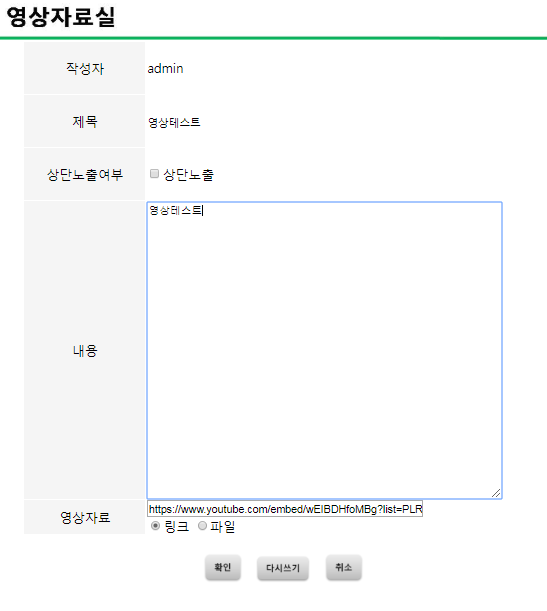 영상자료실
작성자 admin
제목 영상테스트
상단노출여부 상단노출
내용 영상테스트
영상자료 https://www.youtube.com/embed/wEIBDHfoMBg?list=PLR
링크 파일
확인 다시쓰기 취소